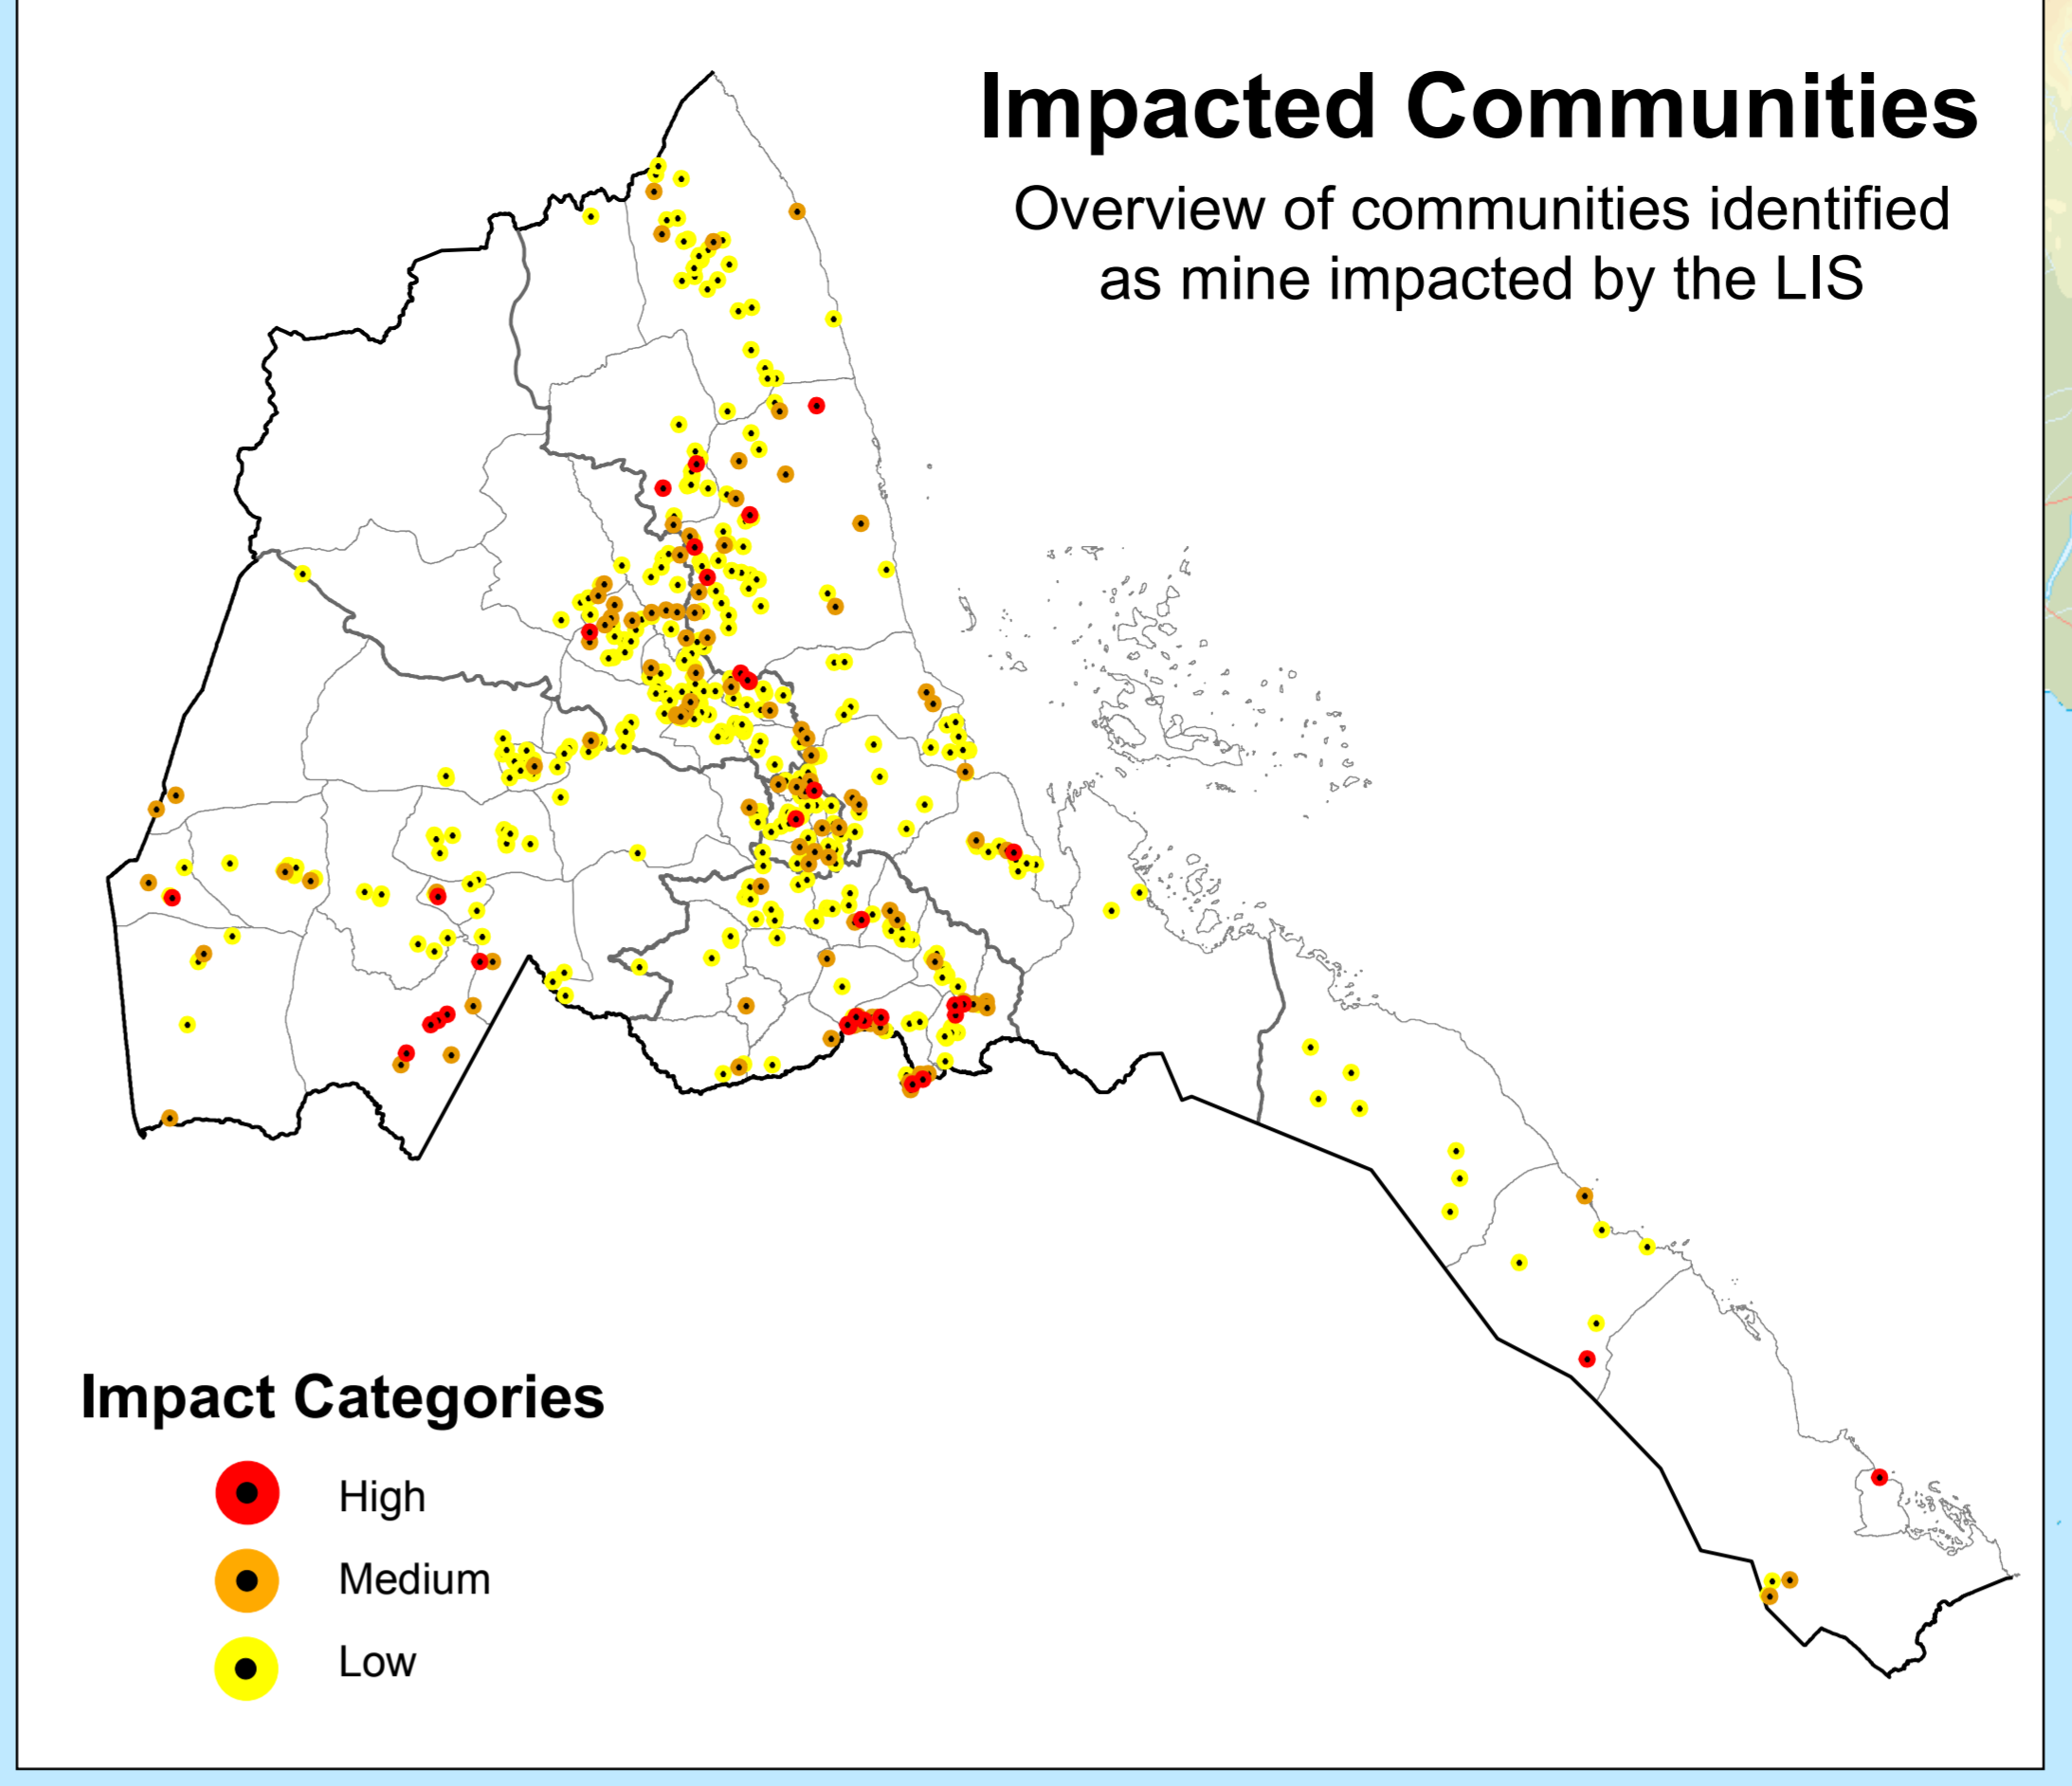 Impacted Communities
Overview of communities identified
as mine impacted by the LIS
Impact Categories
High
Medium
Low